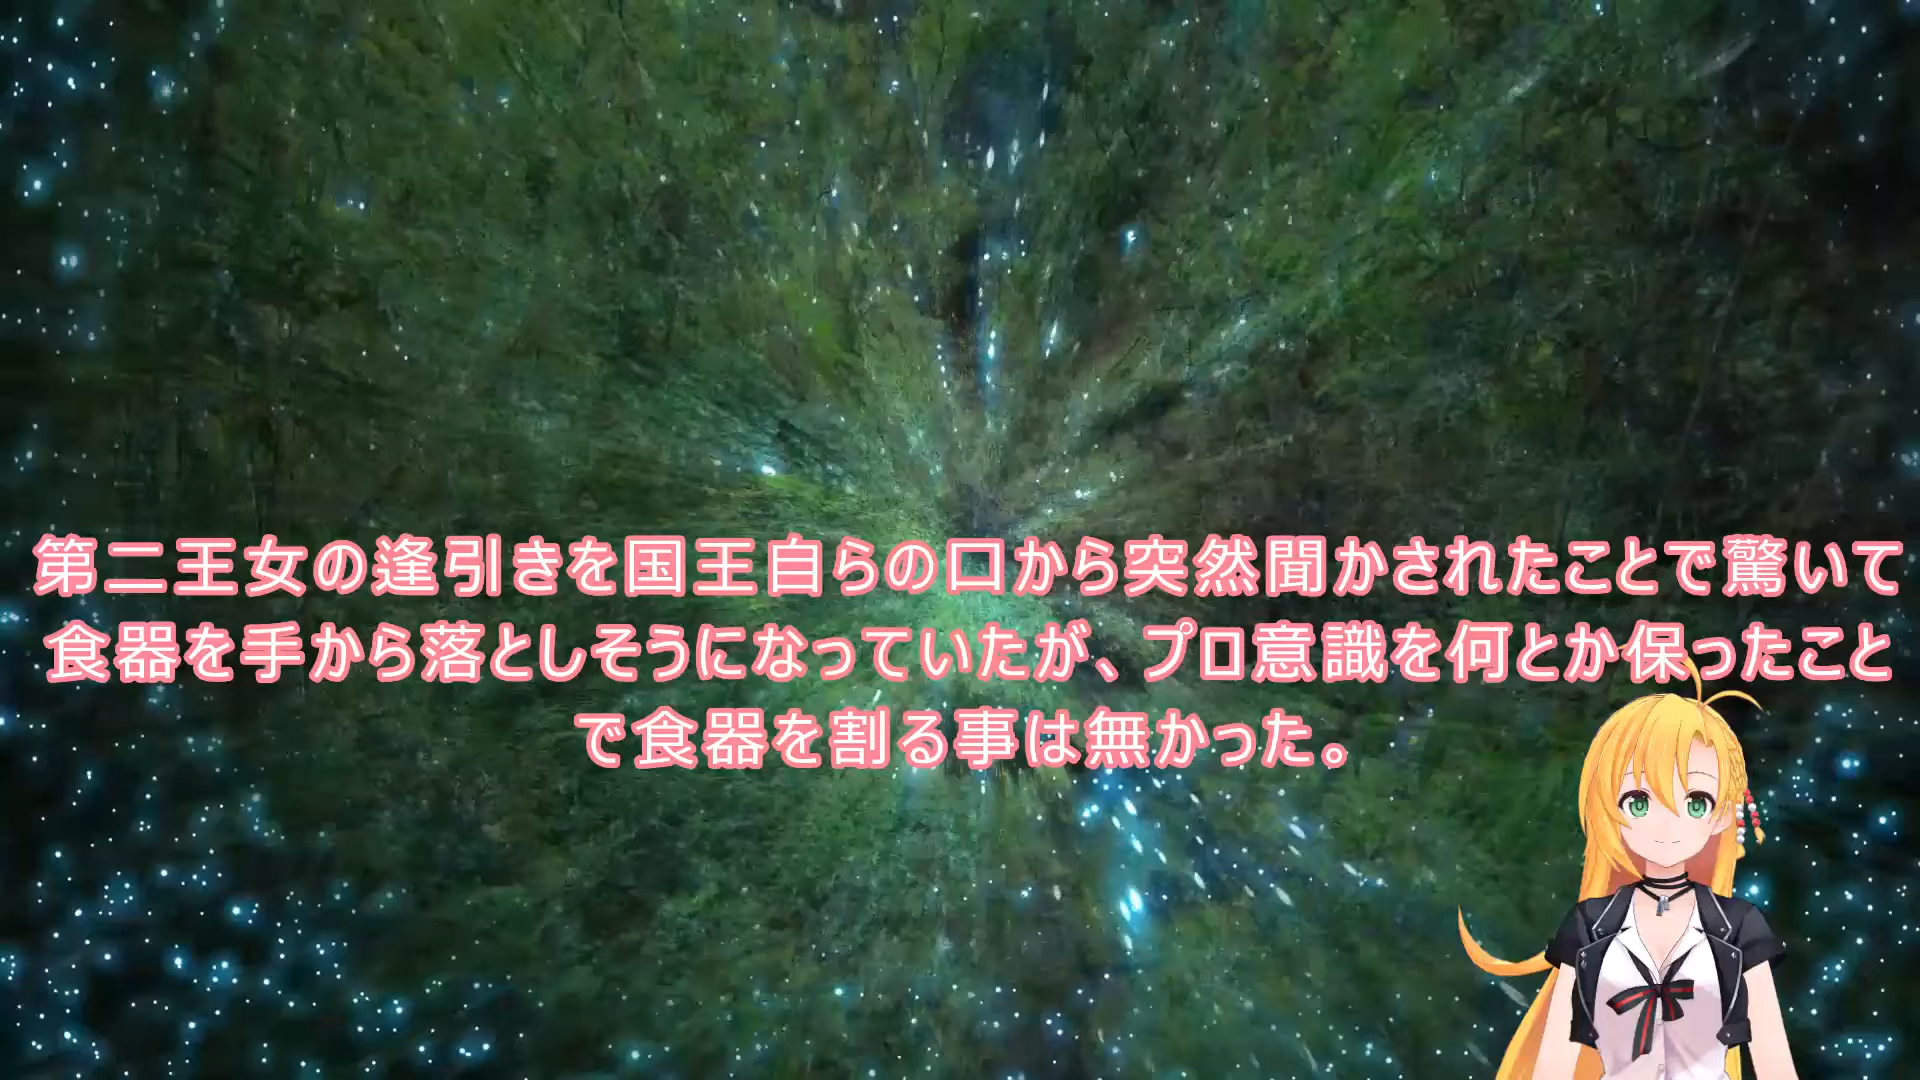 第二王女の逢引きを国王自らの口から突然聞かされたことで驚いて
食器を手から落としそうになっていたが、プロ意識を何とか保ったこと
で食器を割る事は無かった。